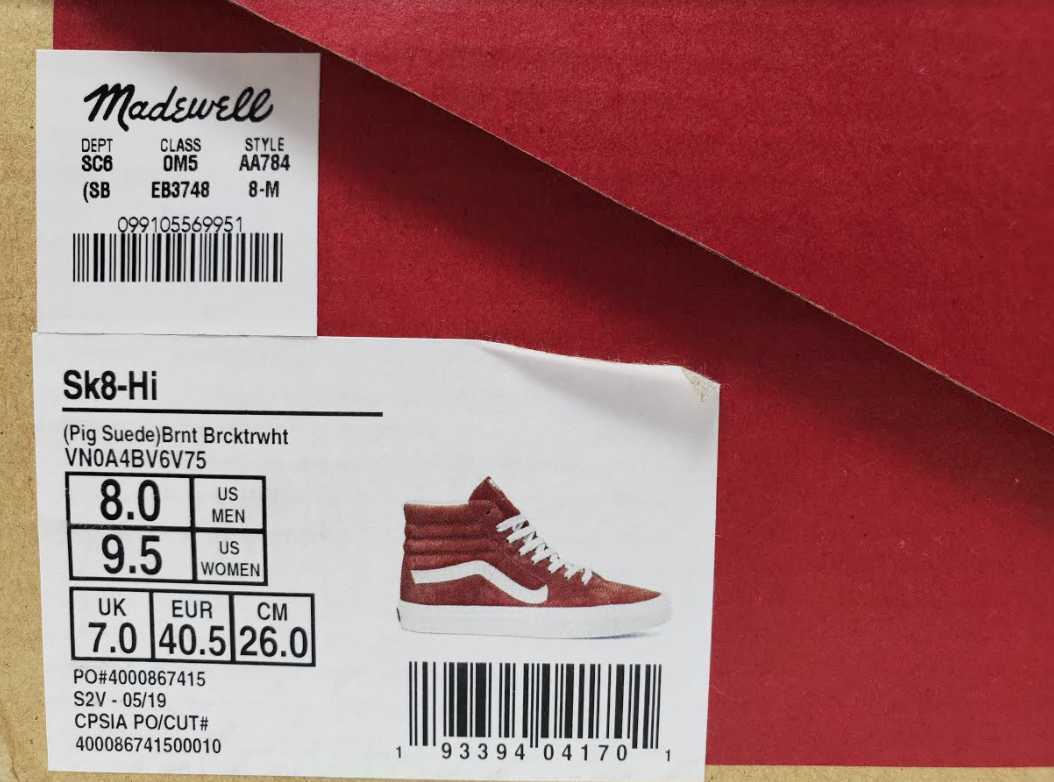 Madewell
DEPT CLASS STYLE
SC6 0M5 AA784
(SB EB3748 8-M
099105569951
Sk8-Hi
(Pig Suede)Brnt Brcktrwht
VN0A4BV6V75
8.0 US MEN
9.5 US WOMEN
UK EUR CM
7.0 40.5 26.0
PO#4000867415
S2V - 05/19
CPSIA PO/CUT#
400086741500010
1 93394 04170 1